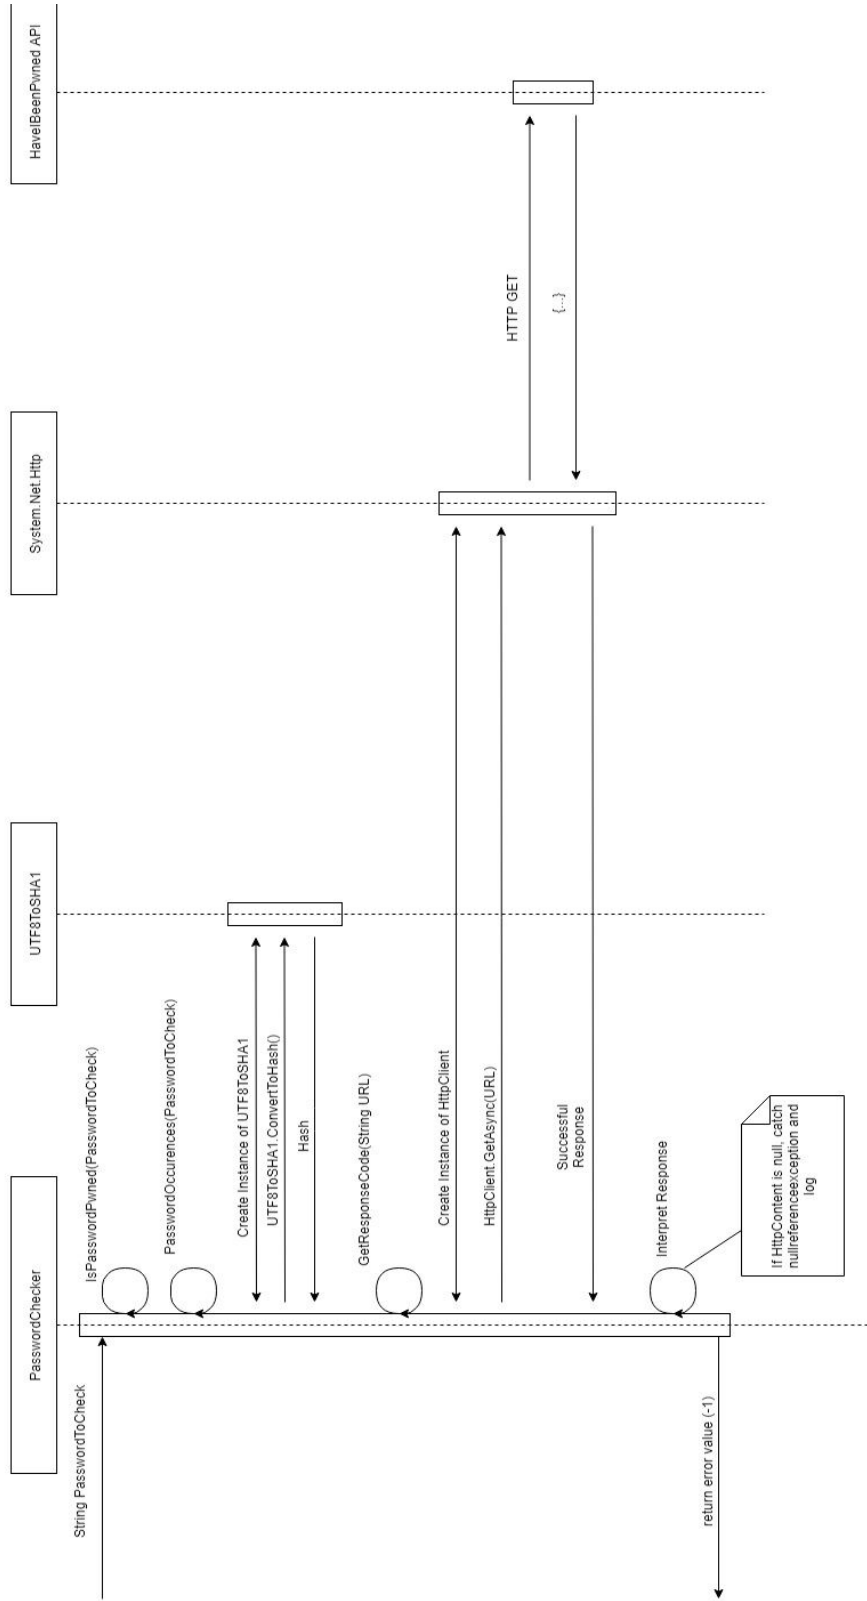 PasswordChecker
UTF8ToSHA1
System.Net.Http
HaveIBeenPwned API
String PasswordToCheck
IsPasswordPwned(PasswordToCheck)
PasswordOccurences(PasswordToCheck)
Create Instance of UTF8ToSHA1
UTF8ToSHA1.ConvertToHash()
Hash
GetResponseCode(String URL)
Create Instance of HttpClient
HttpClient.GetAsync(URL)
HTTP GET
{...}
Successful
Response
Interpret Response
If HttpContent is null, catch
nullreferenceexception and
log
return error value (-1)